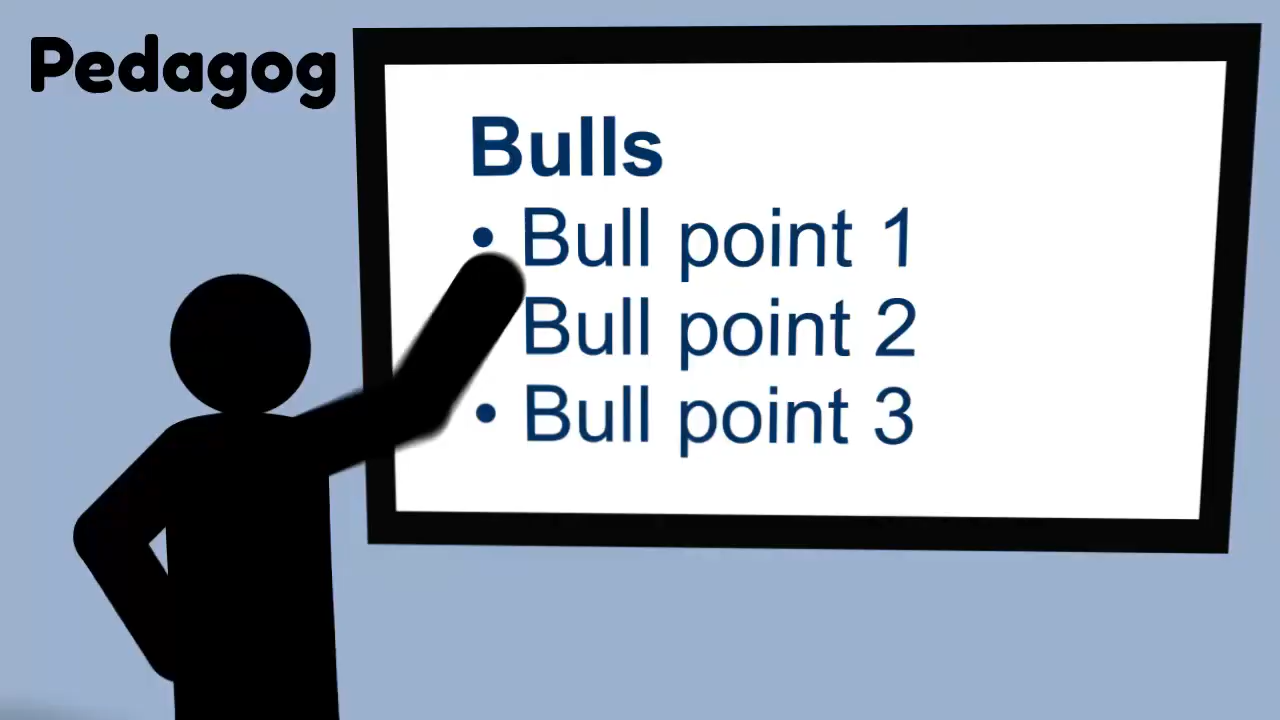 Pedagog
Bulls
• Bull point 1
Bull point 2
• Bull point 3